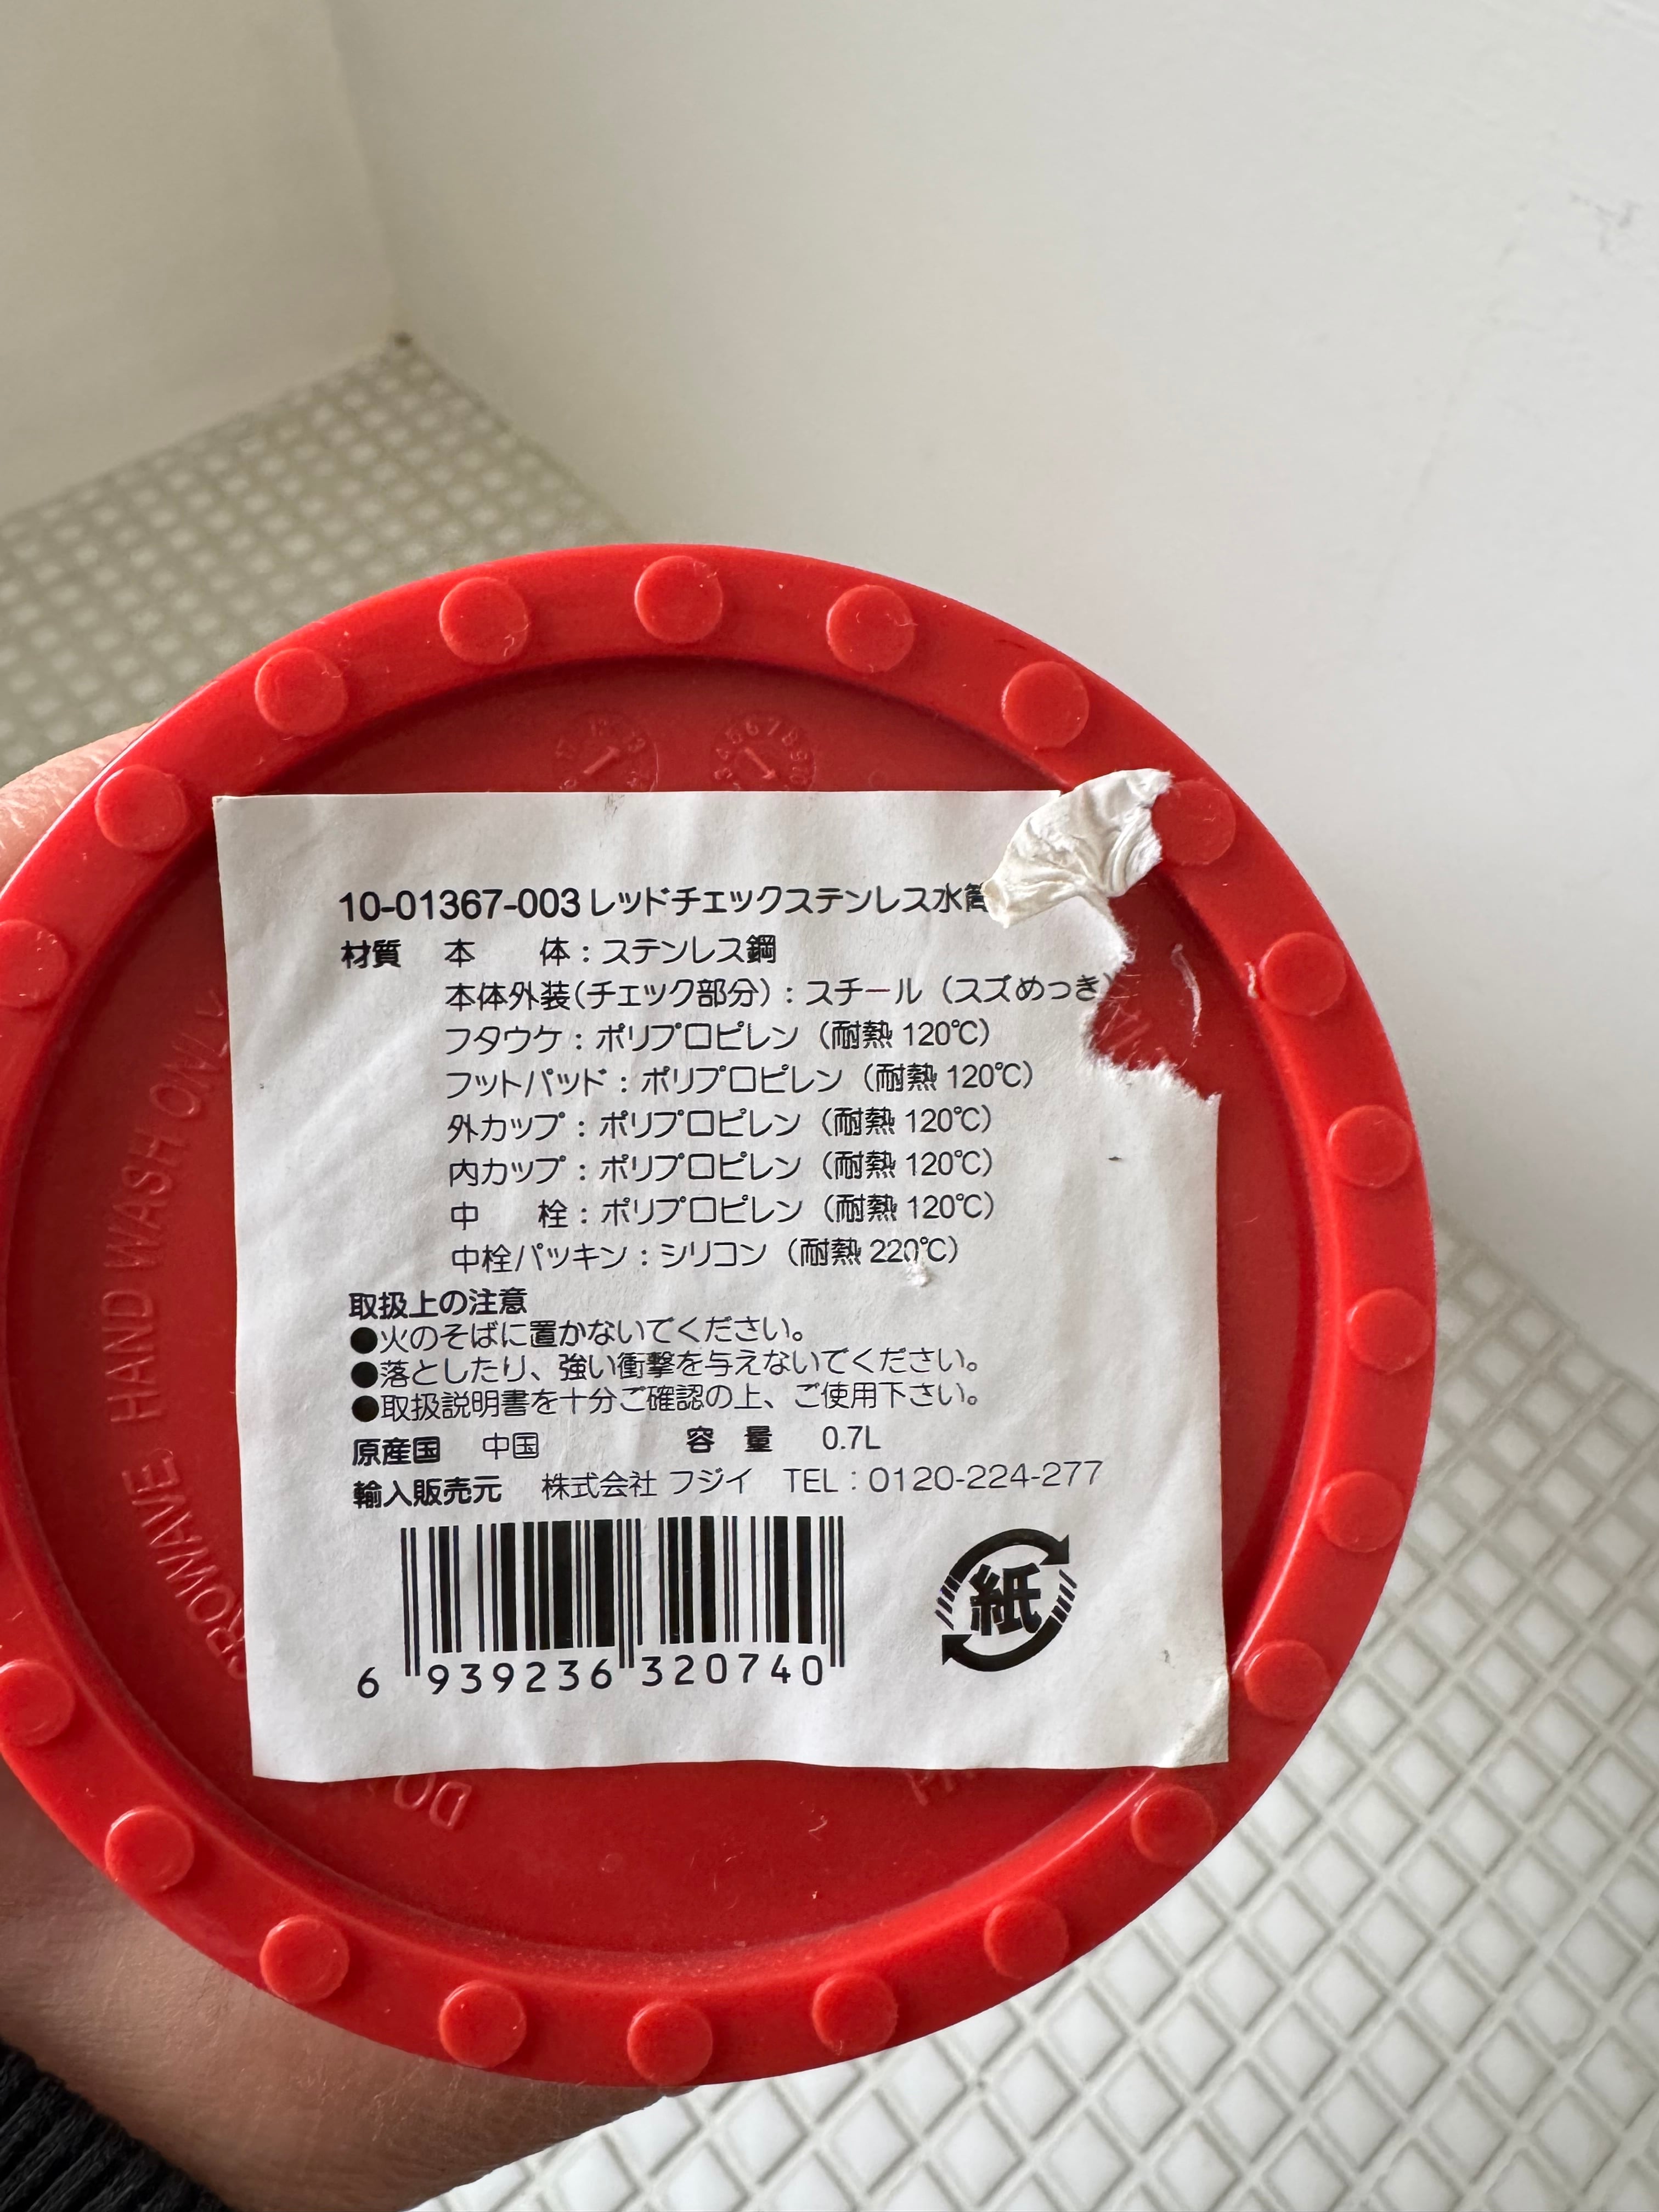 10-01367-003レッドチェックステンレス水筒
材質 本 体：ステンレス鋼
本体外装(チェック部分)：スチール（スズめっき）
フタウケ：ポリプロピレン（耐熱 120℃）
フットパッド：ポリプロピレン（耐熱 120℃）
外カップ：ポリプロピレン（耐熱 120℃）
内カップ：ポリプロピレン（耐熱 120℃）
中 栓：ポリプロピレン（耐熱 120℃）
中栓パッキン：シリコン（耐熱 220℃）
取扱上の注意
●火のそばに置かないでください。
●落としたり、強い衝撃を与えないでください。
●取扱説明書を十分ご確認の上、ご使用下さい。
原産国 中国 容 量 0.7L
輸入販売元 株式会社 フジイ TEL：0120-224-277
6 939236 320740
紙
HAND WASH ONLY